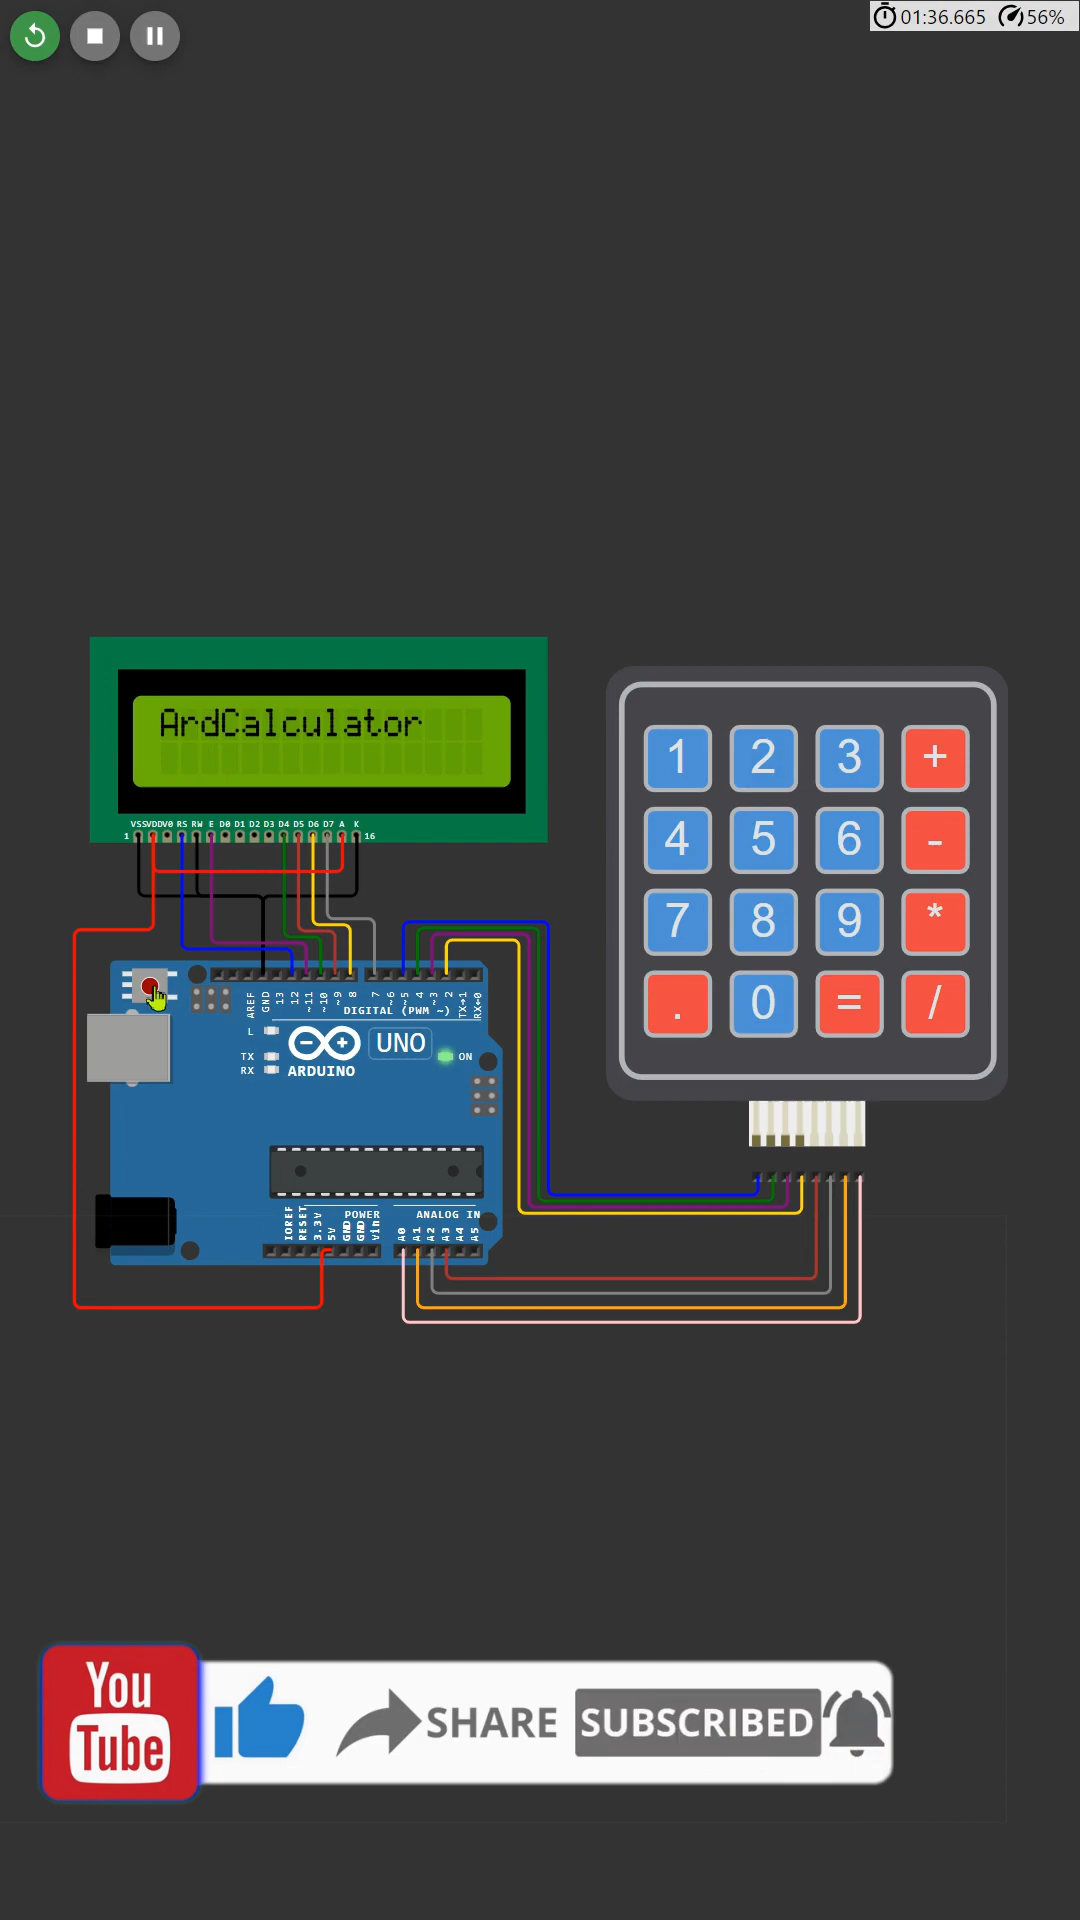 01:36.665 56%
ArdCalculator
VSS VDD V0 RS RW E D0 D1 D2 D3 D4 D5 D6 D7 A K
1 16
1 2 3 +
4 5 6 -
7 8 9 *
. 0 = /
AREF GND 13 12 ~11 ~10 ~9 8 7 ~6 ~5 4 ~3 2 TX→1 RX←0
DIGITAL (PWM ~)
L
UNO
TX
RX
ON
ARDUINO
POWER
ANALOG IN
IOREF RESET 3.3V 5V GND GND Vin A0 A1 A2 A3 A4 A5
You
Tube
SHARE
SUBSCRIBED